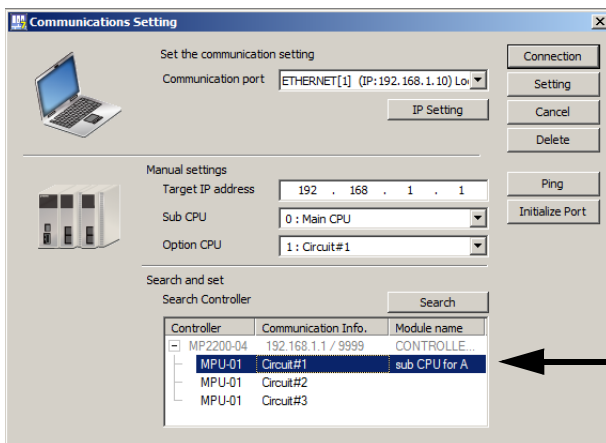 Communications Setting
Set the communication setting
Communication port ETHERNET[1] (IP:192.168.1.10) Lo
IP Setting
Connection
Setting
Cancel
Delete
Manual settings
Target IP address 192 . 168 . 1 . 1
Sub CPU 0 : Main CPU
Option CPU 1 : Circuit#1
Ping
Initialize Port
Search and set
Search Controller Search
Controller Communication Info. Module name
MP2200-04 192.168.1.1 / 9999 CONTROLLE...
MPU-01 Circuit#1 sub CPU for A
MPU-01 Circuit#2
MPU-01 Circuit#3